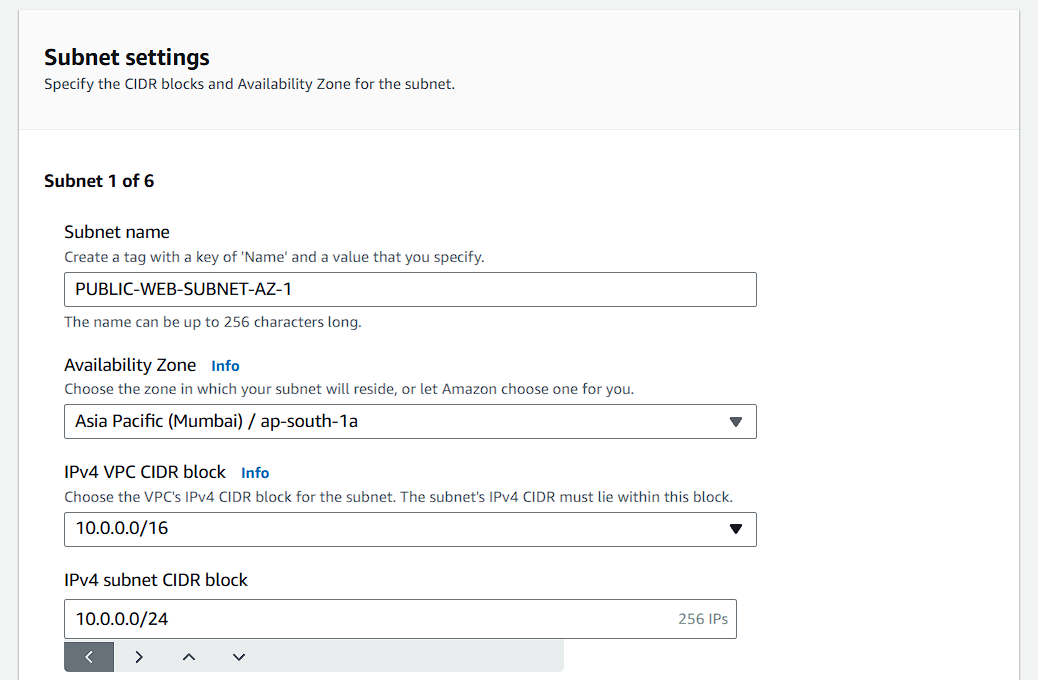 Subnet settings
Specify the CIDR blocks and Availability Zone for the subnet.
Subnet 1 of 6
Subnet name
Create a tag with a key of 'Name' and a value that you specify.
PUBLIC-WEB-SUBNET-AZ-1
The name can be up to 256 characters long.
Availability Zone Info
Choose the zone in which your subnet will reside, or let Amazon choose one for you.
Asia Pacific (Mumbai) / ap-south-1a
IPv4 VPC CIDR block Info
Choose the VPC's IPv4 CIDR block for the subnet. The subnet's IPv4 CIDR must lie within this block.
10.0.0.0/16
IPv4 subnet CIDR block
10.0.0.0/24 256 IPs